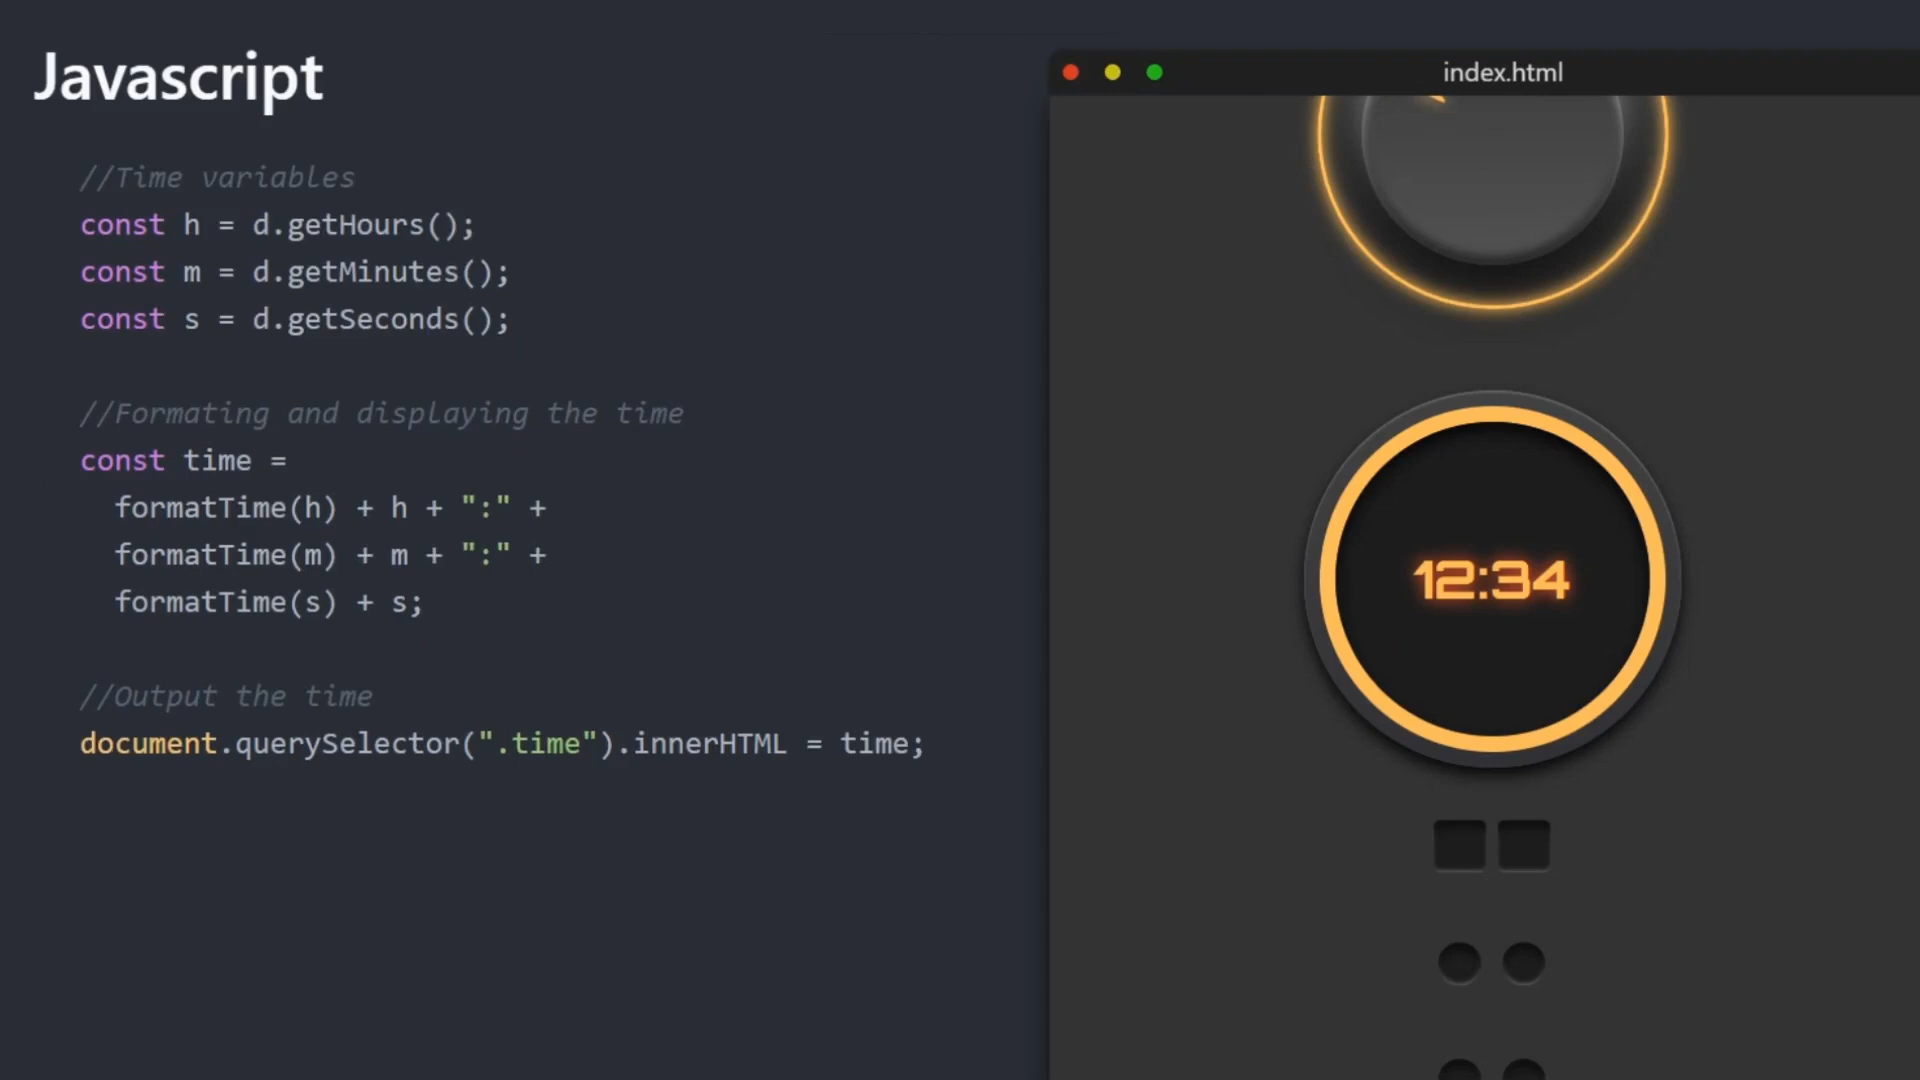 Javascript
//Time variables
const h = d.getHours();
const m = d.getMinutes();
const s = d.getSeconds();
//Formating and displaying the time
const time =
formatTime(h) + h + ":" +
formatTime(m) + m + ":" +
formatTime(s) + s;
//Output the time
document.querySelector(".time").innerHTML = time;
index.html
12:34